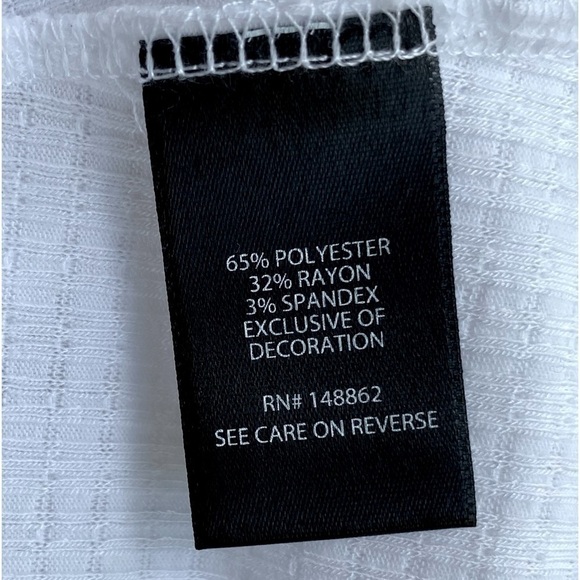 65% POLYESTER
32% RAYON
3% SPANDEX
EXCLUSIVE OF
DECORATION
RN# 148862
SEE CARE ON REVERSE